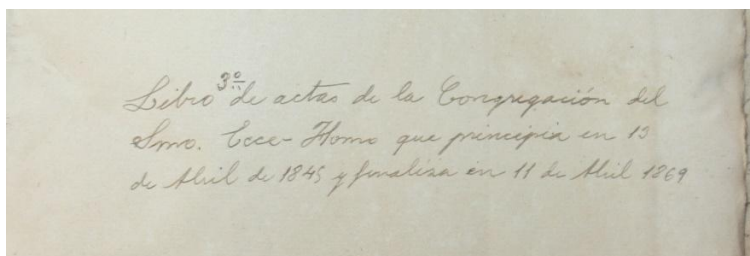 Libro 3º de actas de la Congregación del
Smo. Ecce-Homo que principia en 13
de Abril de 1845 y finaliza en 11 de Abril 1869